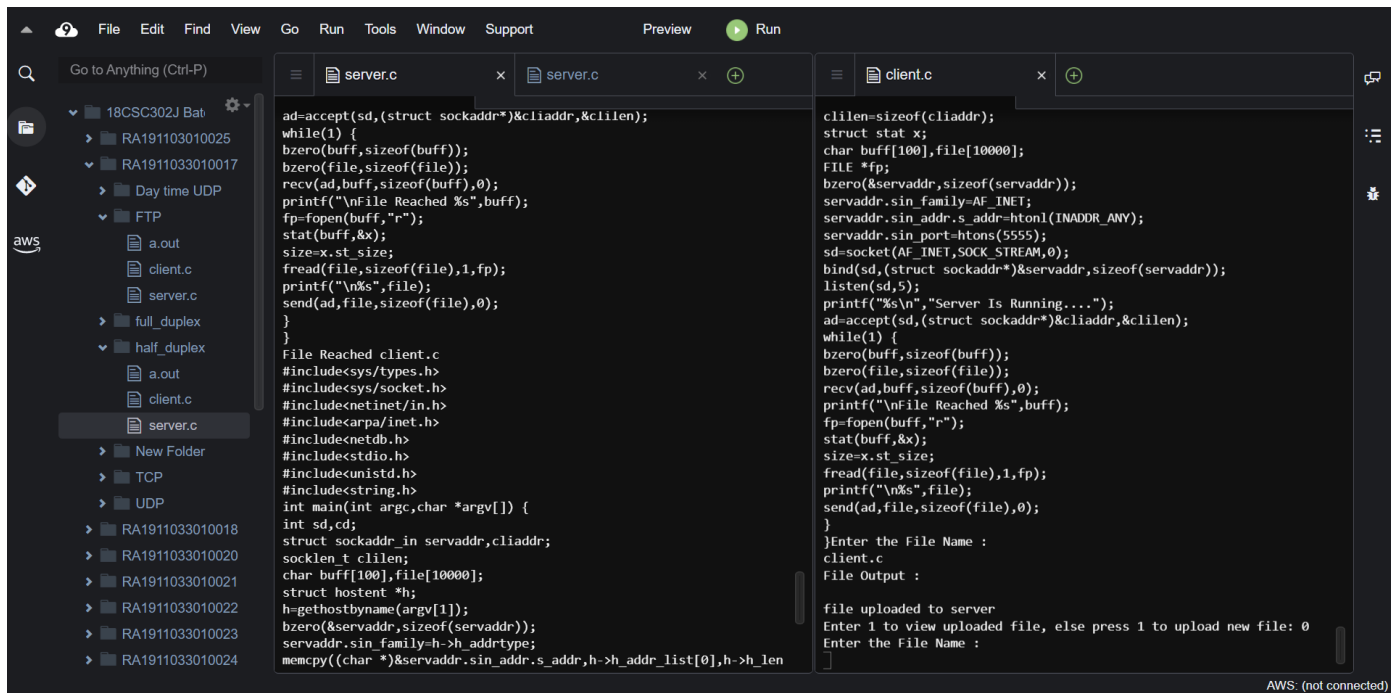 File Edit Find View Go Run Tools Window Support Preview Run
Go to Anything (Ctrl-P)
18CSC302J Bat
RA191103010025
RA1911033010017
Day time UDP
FTP
a.out
client.c
server.c
full_duplex
half_duplex
a.out
client.c
server.c
New Folder
TCP
UDP
RA1911033010018
RA1911033010020
RA1911033010021
RA1911033010022
RA1911033010023
RA1911033010024
aws
server.c
server.c
ad=accept(sd,(struct sockaddr*)&cliaddr,&clilen);
while(1) {
bzero(buff,sizeof(buff));
bzero(file,sizeof(file));
recv(ad,buff,sizeof(buff),0);
printf("\nFile Reached %s",buff);
fp=fopen(buff,"r");
stat(buff,&x);
size=x.st_size;
fread(file,sizeof(file),1,fp);
printf("\n%s",file);
send(ad,file,sizeof(file),0);
}
}
File Reached client.c
#include<sys/types.h>
#include<sys/socket.h>
#include<netinet/in.h>
#include<arpa/inet.h>
#include<netdb.h>
#include<stdio.h>
#include<unistd.h>
#include<string.h>
int main(int argc,char *argv[]) {
int sd,cd;
struct sockaddr_in servaddr,cliaddr;
socklen_t clilen;
char buff[100],file[10000];
struct hostent *h;
h=gethostbyname(argv[1]);
bzero(&servaddr,sizeof(servaddr));
servaddr.sin_family=h->h_addrtype;
memcpy((char *)&servaddr.sin_addr.s_addr,h->h_addr_list[0],h->h_len
client.c
clilen=sizeof(cliaddr);
struct stat x;
char buff[100],file[10000];
FILE *fp;
bzero(&servaddr,sizeof(servaddr));
servaddr.sin_family=AF_INET;
servaddr.sin_addr.s_addr=htonl(INADDR_ANY);
servaddr.sin_port=htons(5555);
sd=socket(AF_INET,SOCK_STREAM,0);
bind(sd,(struct sockaddr*)&servaddr,sizeof(servaddr));
listen(sd,5);
printf("%s\n","Server Is Running....");
ad=accept(sd,(struct sockaddr*)&cliaddr,&clilen);
while(1) {
bzero(buff,sizeof(buff));
bzero(file,sizeof(file));
recv(ad,buff,sizeof(buff),0);
printf("\nFile Reached %s",buff);
fp=fopen(buff,"r");
stat(buff,&x);
size=x.st_size;
fread(file,sizeof(file),1,fp);
printf("\n%s",file);
send(ad,file,sizeof(file),0);
}
}Enter the File Name :
client.c
File Output :
file uploaded to server
Enter 1 to view uploaded file, else press 1 to upload new file: 0
Enter the File Name :
AWS: (not connected)